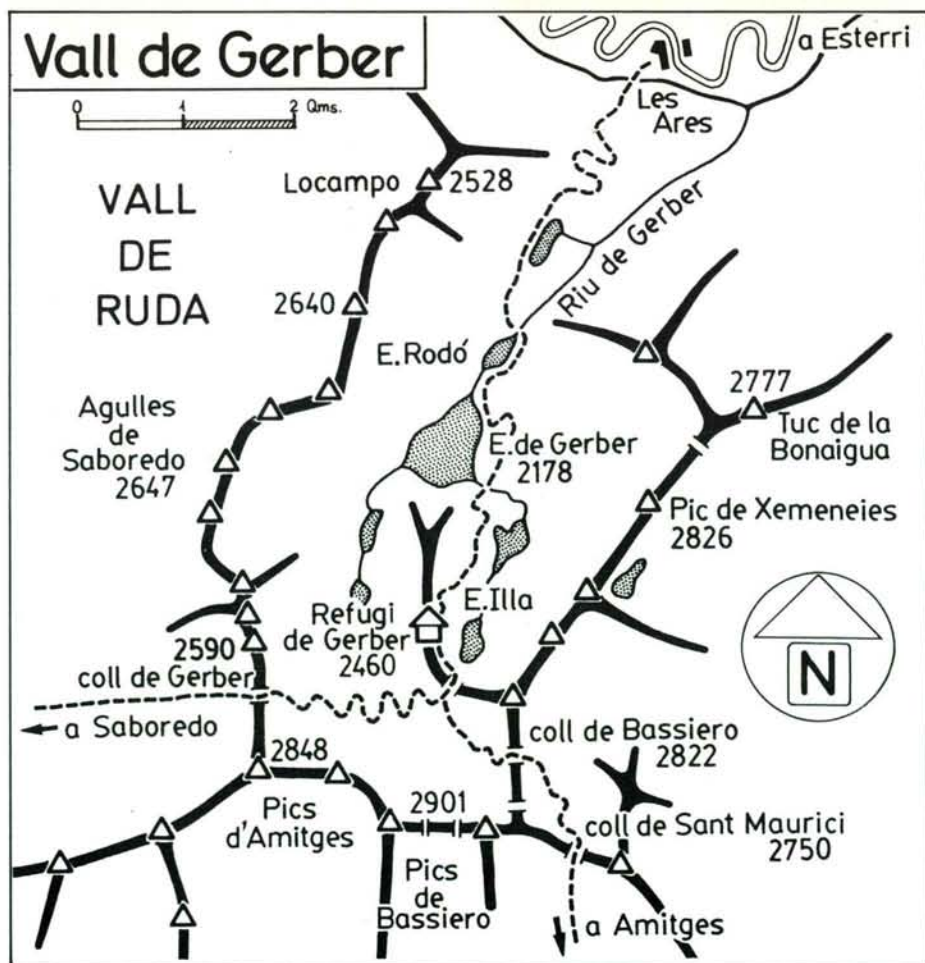 Vall de Gerber
0 1 2 Qms.
a Esterri
Les
Ares
Locampo 2528
VALL
DE
RUDA
Riu de Gerber
2640
E. Rodó
2777
Tuc de la
Bonaigua
Agulles
de
Saboredo
2647
E. de Gerber
2178
Pic de Xemeneies
2826
Refugi
de Gerber
2460
E. Illa
N
2590
coll de Gerber
a Saboredo
coll de Bassiero
2822
2848
Pics
d'Amitges
2901
coll de Sant Maurici
2750
Pics
de
Bassiero
a Amitges